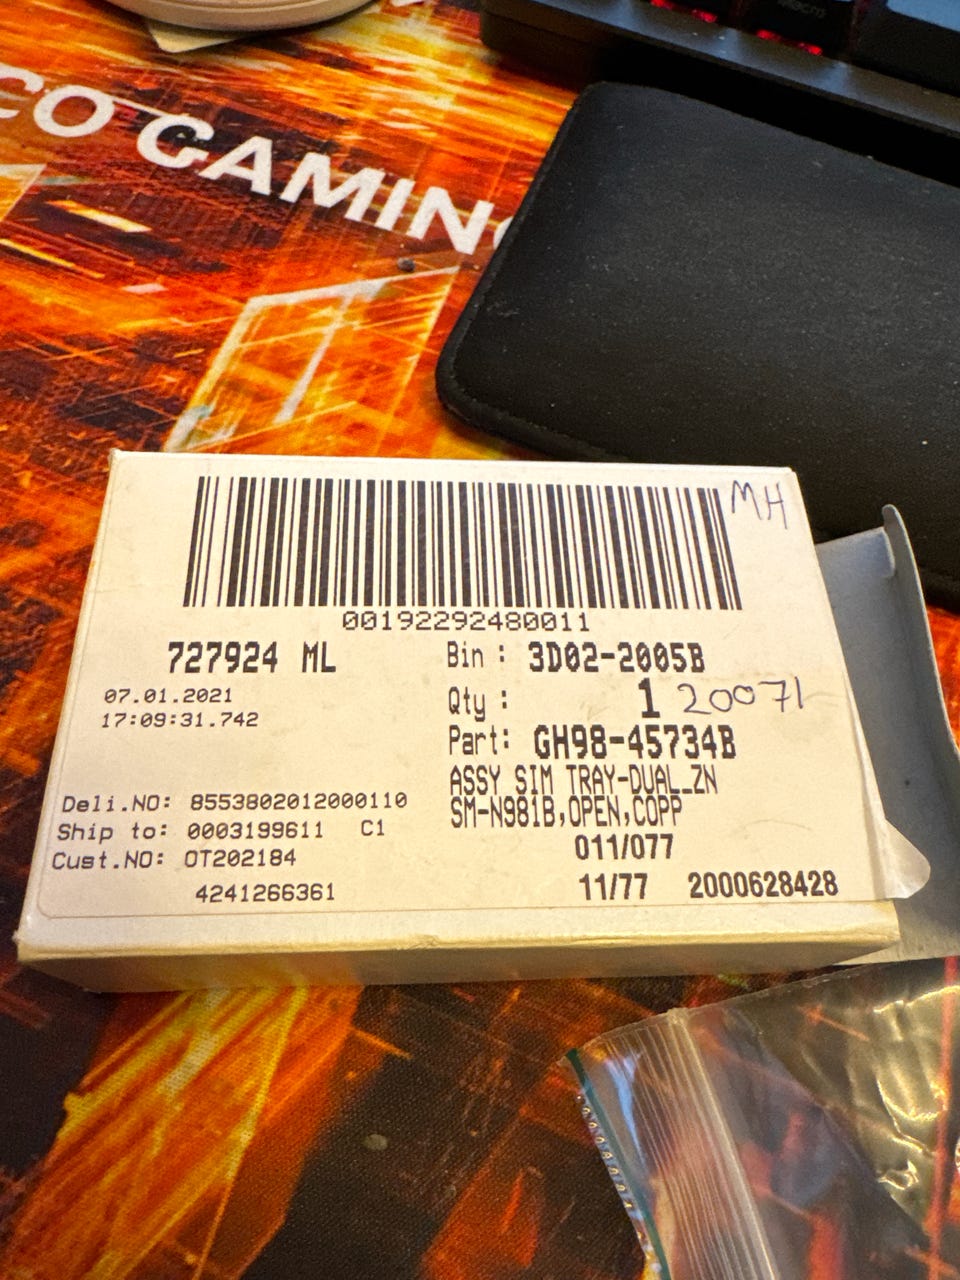 CO GAMING
MH
00192292480011
727924 ML
Bin : 3D02-2005B
07.01.2021
17:09:31.742
Qty : 1 20071
Part: GH98-45734B
ASSY SIM TRAY-DUAL_ZN
SM-N981B,OPEN,COPP
Deli.NO: 8553802012000110
Ship to: 0003199611 C1
Cust.NO: OT202184
011/077
4241266361
11/77 2000628428